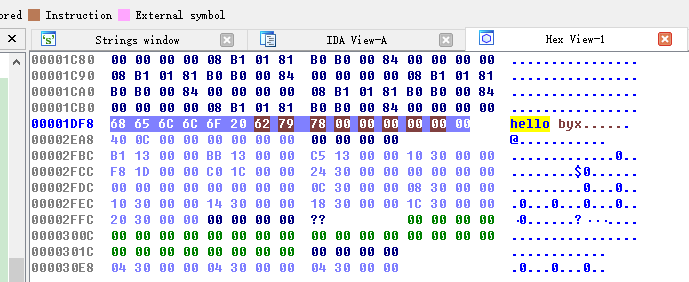 ored Instruction External symbol
Strings window IDA View-A Hex View-1
00001C80 00 00 00 00 08 B1 01 81 B0 B0 00 84 00 00 00 00 ................
00001C90 08 B1 01 81 B0 B0 00 84 00 00 00 00 08 B1 01 81 ................
00001CA0 B0 B0 00 84 00 00 00 00 08 B1 01 81 B0 B0 00 84 ................
00001CB0 00 00 00 00 08 B1 01 81 B0 B0 00 84 00 00 00 00 ................
00001DF8 68 65 6C 6C 6F 20 62 79 78 00 00 00 00 00 00 hello byx......
00002EA8 40 0C 00 00 00 00 00 00 00 00 00 00 @...........
00002FBC B1 13 00 00 BB 13 00 00 C5 13 00 00 10 30 00 00 .............0..
00002FCC F8 1D 00 00 C0 1C 00 00 24 30 00 00 00 00 00 00 ........$0......
00002FDC 00 00 00 00 00 00 00 00 0C 30 00 00 08 30 00 00 .........0...0..
00002FEC 10 30 00 00 14 30 00 00 18 30 00 00 1C 30 00 00 .0...0...0...0..
00002FFC 20 30 00 00 00 00 00 00 ?? 00 00 00 00 .0......? ....
0000300C 00 00 00 00 00 00 00 00 00 00 00 00 00 00 00 00 ................
0000301C 00 00 00 00 00 00 00 00 00 00 00 00 ............
000030E8 04 30 00 00 04 30 00 00 04 30 00 00 .0...0...0..